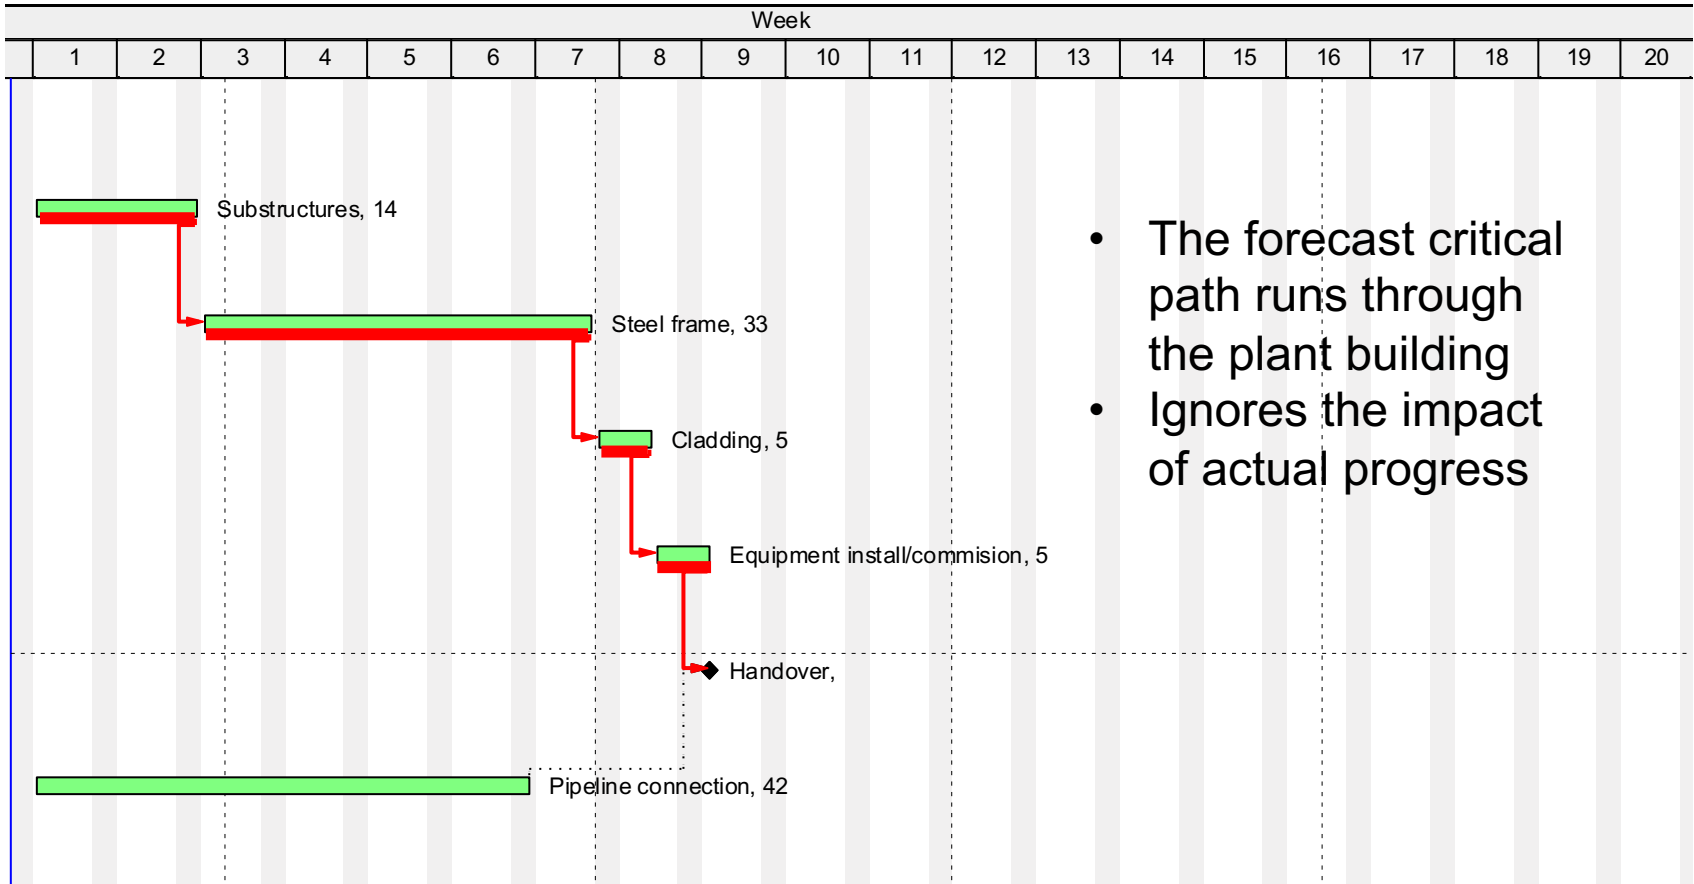 Week
1 2 3 4 5 6 7 8 9 10 11 12 13 14 15 16 17 18 19 20
Substructures, 14
• The forecast critical
path runs through
the plant building
• Ignores the impact
of actual progress
Steel frame, 33
Cladding, 5
Equipment install/commision, 5
Handover,
Pipeline connection, 42